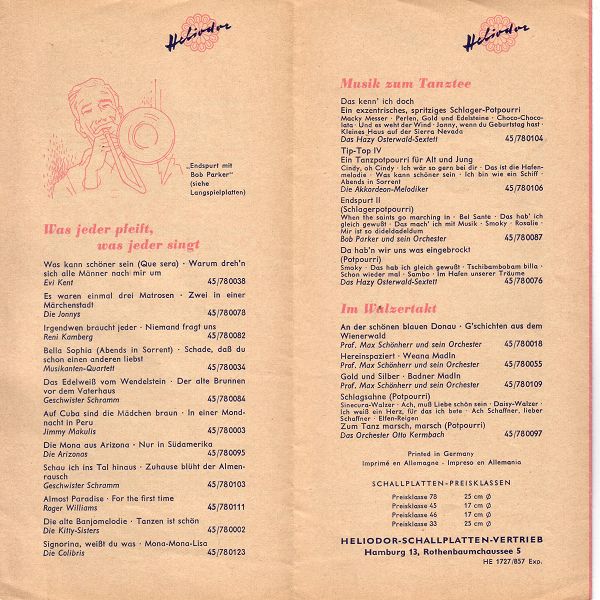 Heliodor
„Endspurt mit
Bob Parker"
(siehe
Langspielplatten)
Was jeder pfeift,
was jeder singt
Was kann schöner sein (Que sera) · Warum dreh'n
sich alle Männer nach mir um
Evi Kent 45/780038
Es waren einmal drei Matrosen · Zwei in einer
Märchenstadt
Die Jonnys 45/780078
Irgendwen braucht jeder · Niemand fragt uns
Reni Kamberg 45/780082
Bella Sophia (Abends in Sorrent) · Schade, daß du
schon einen anderen liebst
Musikanten-Quartett 45/780034
Das Edelweiß vom Wendelstein · Der alte Brunnen
vor dem Vaterhaus
Geschwister Schramm 45/780084
Auf Cuba sind die Mädchen braun · In einer Mond-
nacht in Peru
Jimmy Makulis 45/780003
Die Mona aus Arizona · Nur in Südamerika
Die Arizonas 45/780095
Schau ich ins Tal hinaus · Zuhause blüht der Almen-
rausch
Geschwister Schramm 45/780103
Almost Paradise · For the first time
Roger Williams 45/780111
Die alte Banjomelodie · Tanzen ist schön
Die Kitty-Sisters 45/780002
Signorina, weißt du was · Mona-Mona-Lisa
Die Colibris 45/780123
Heliodor
Musik zum Tanztee
Das kenn' ich doch
Ein exzentrisches, spritziges Schlager-Potpourri
Macky Messer · Perlen, Gold und Edelsteine · Choco-Choco-
lata · Und es weht der Wind · Jonny, wenn du Geburtstag hast ·
Kleines Haus auf der Sierra Nevada
Das Hazy Osterwald-Sextett 45/780104
Tip-Top IV
Ein Tanzpotpourri für Alt und Jung
Cindy, oh Cindy · Ich wär so gern bei dir · Das ist die Hafen-
melodie · Was kann schöner sein · Ich bin wie ein Schiff ·
Abends in Sorrent
Die Akkordeon-Melodiker 45/780106
Endspurt II
(Schlagerpotpourri)
When the saints go marching in · Bel Sante · Das hab' ich
gleich gewußt · Das mach' ich mit Musik · Smoky · Rosalie ·
Mir ist so dideldadeldum
Bob Parker und sein Orchester 45/780087
Da hab'n wir uns was eingebrockt
(Potpourri)
Smoky · Das hab ich gleich gewußt · Tschibambobam billa ·
Schon wieder mal · Sambo · Im Hafen unserer Träume
Das Hazy Osterwald-Sextett 45/780076
Im Walzertakt
An der schönen blauen Donau · G'schichten aus dem
Wienerwald
Prof. Max Schönherr und sein Orchester 45/780018
Hereinspaziert · Weana Madln
Prof. Max Schönherr und sein Orchester 45/780055
Gold und Silber · Badner Madln
Prof. Max Schönherr und sein Orchester 45/780109
Schlagsahne (Potpourri)
Sinecura-Walzer · Ach, muß Liebe schön sein · Daisy-Walzer ·
Ich weiß ein Herz, für das ich bete · Ach Schaffner, lieber
Schaffner · Elfen-Reigen
Zum Tanz marsch, marsch (Potpourri)
Das Orchester Otto Kermbach 45/780097
Printed in Germany
Imprimé en Allemagne · Impreso en Allemania
SCHALLPLATTEN-PREISKLASSEN
Preisklasse 78 25 cm Ø
Preisklasse 45 17 cm Ø
Preisklasse 46 17 cm Ø
Preisklasse 33 25 cm Ø
HELIODOR-SCHALLPLATTEN-VERTRIEB
Hamburg 13, Rothenbaumchaussee 5
HE 1727/857 Exp.